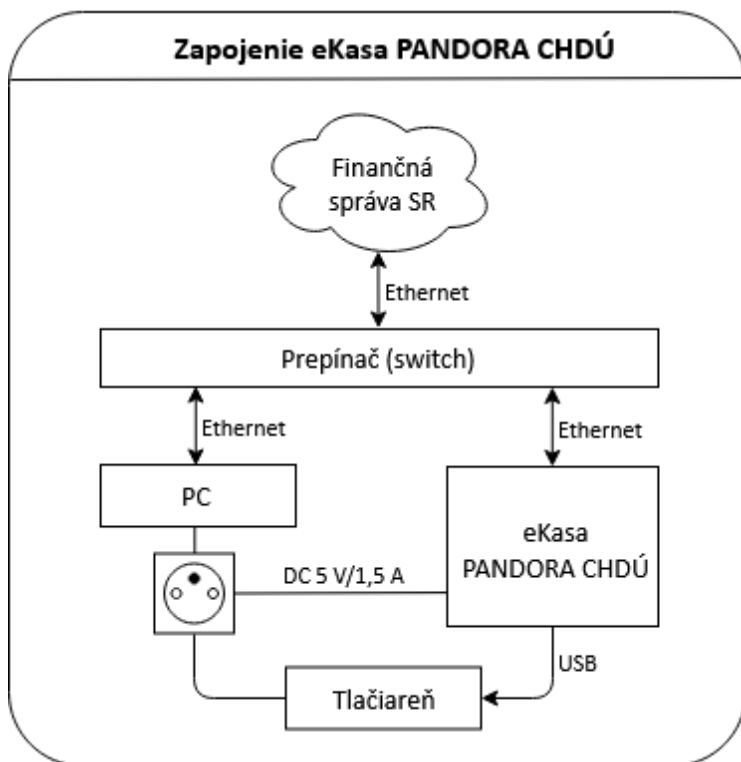 Zapojenie eKasa PANDORA CHDÚ
Finančná
správa SR
Ethernet
Prepínač (switch)
Ethernet
Ethernet
PC
eKasa
PANDORA CHDÚ
DC 5 V/1,5 A
USB
Tlačiareň